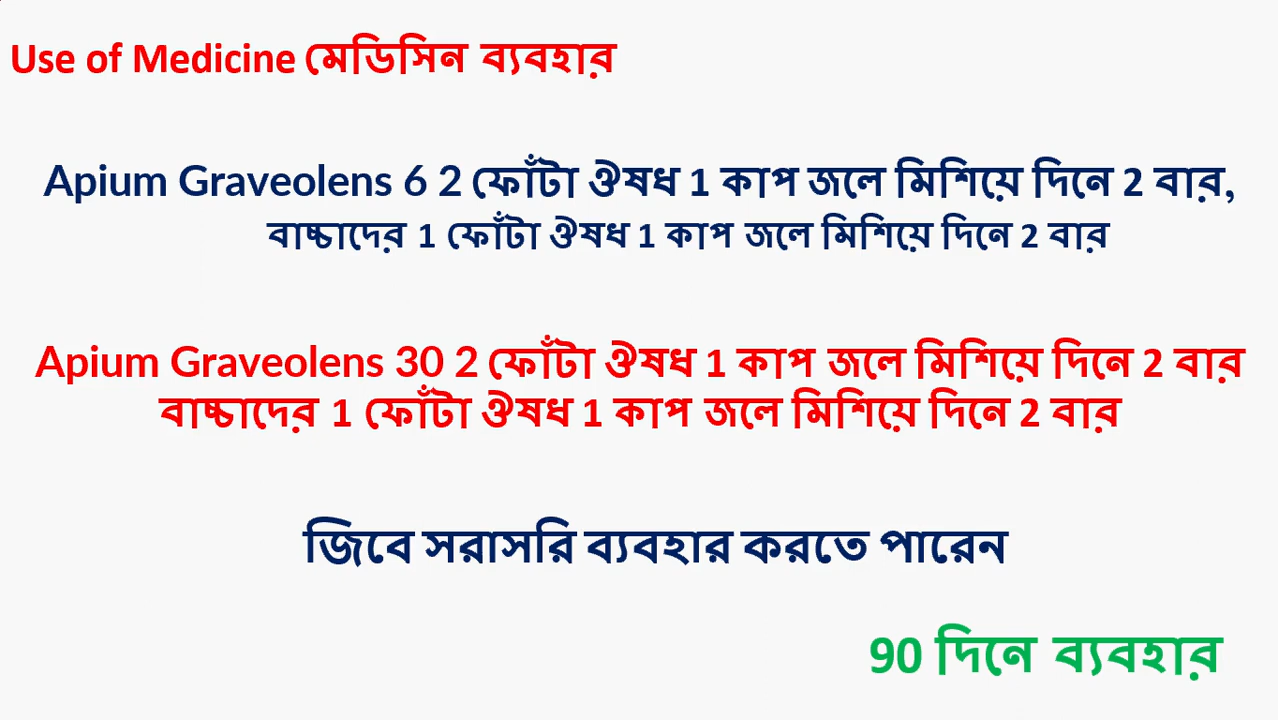 Use of Medicine মেডিসিন ব্যবহার
Apium Graveolens 6 2 ফোঁটা ঔষধ 1 কাপ জলে মিশিয়ে দিনে 2 বার,
বাচ্চাদের 1 ফোঁটা ঔষধ 1 কাপ জলে মিশিয়ে দিনে 2 বার
Apium Graveolens 30 2 ফোঁটা ঔষধ 1 কাপ জলে মিশিয়ে দিনে 2 বার
বাচ্চাদের 1 ফোঁটা ঔষধ 1 কাপ জলে মিশিয়ে দিনে 2 বার
জিবে সরাসরি ব্যবহার করতে পারেন
90 দিনে ব্যবহার